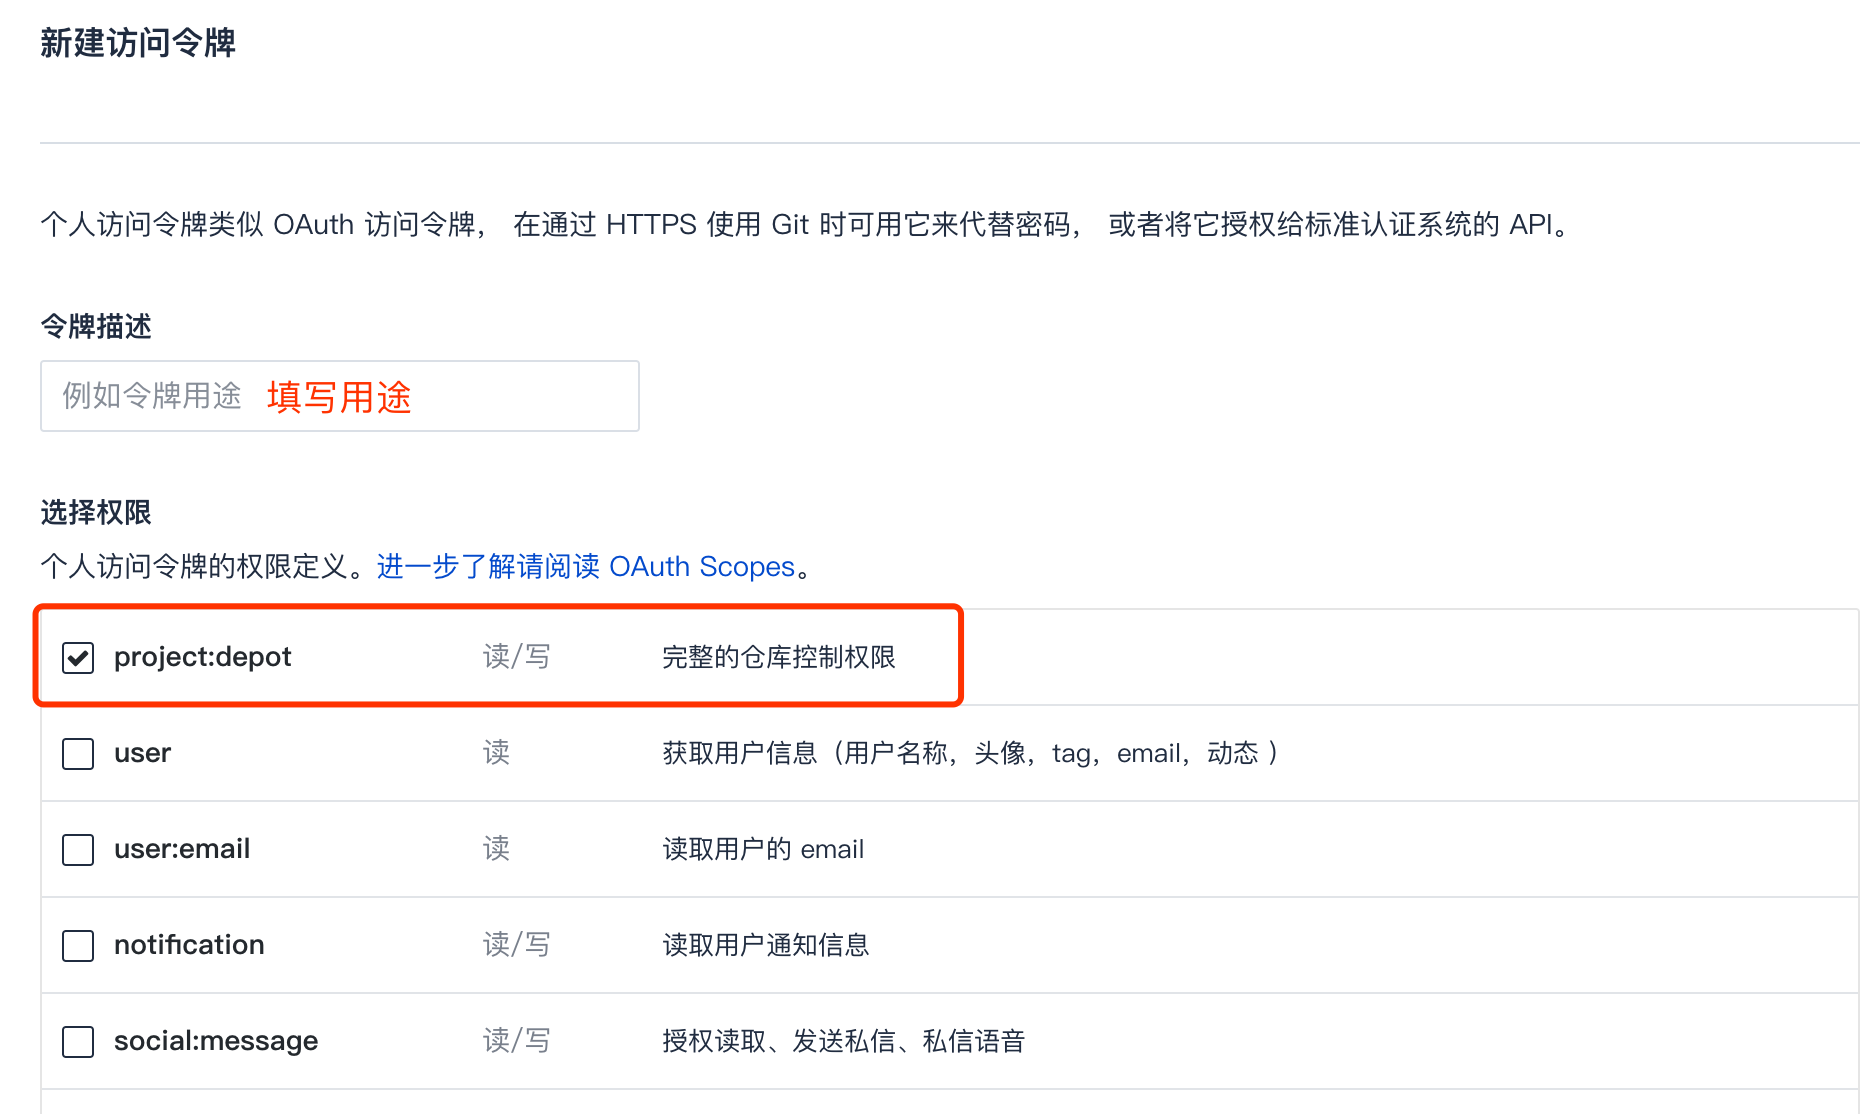 新建访问令牌
个人访问令牌类似 OAuth 访问令牌， 在通过 HTTPS 使用 Git 时可用它来代替密码， 或者将它授权给标准认证系统的 API。
令牌描述
例如令牌用途 填写用途
选择权限
个人访问令牌的权限定义。进一步了解请阅读 OAuth Scopes。
project:depot 读/写 完整的仓库控制权限
user 读 获取用户信息（用户名称，头像，tag，email，动态 ）
user:email 读 读取用户的 email
notification 读/写 读取用户通知信息
social:message 读/写 授权读取、发送私信、私信语音